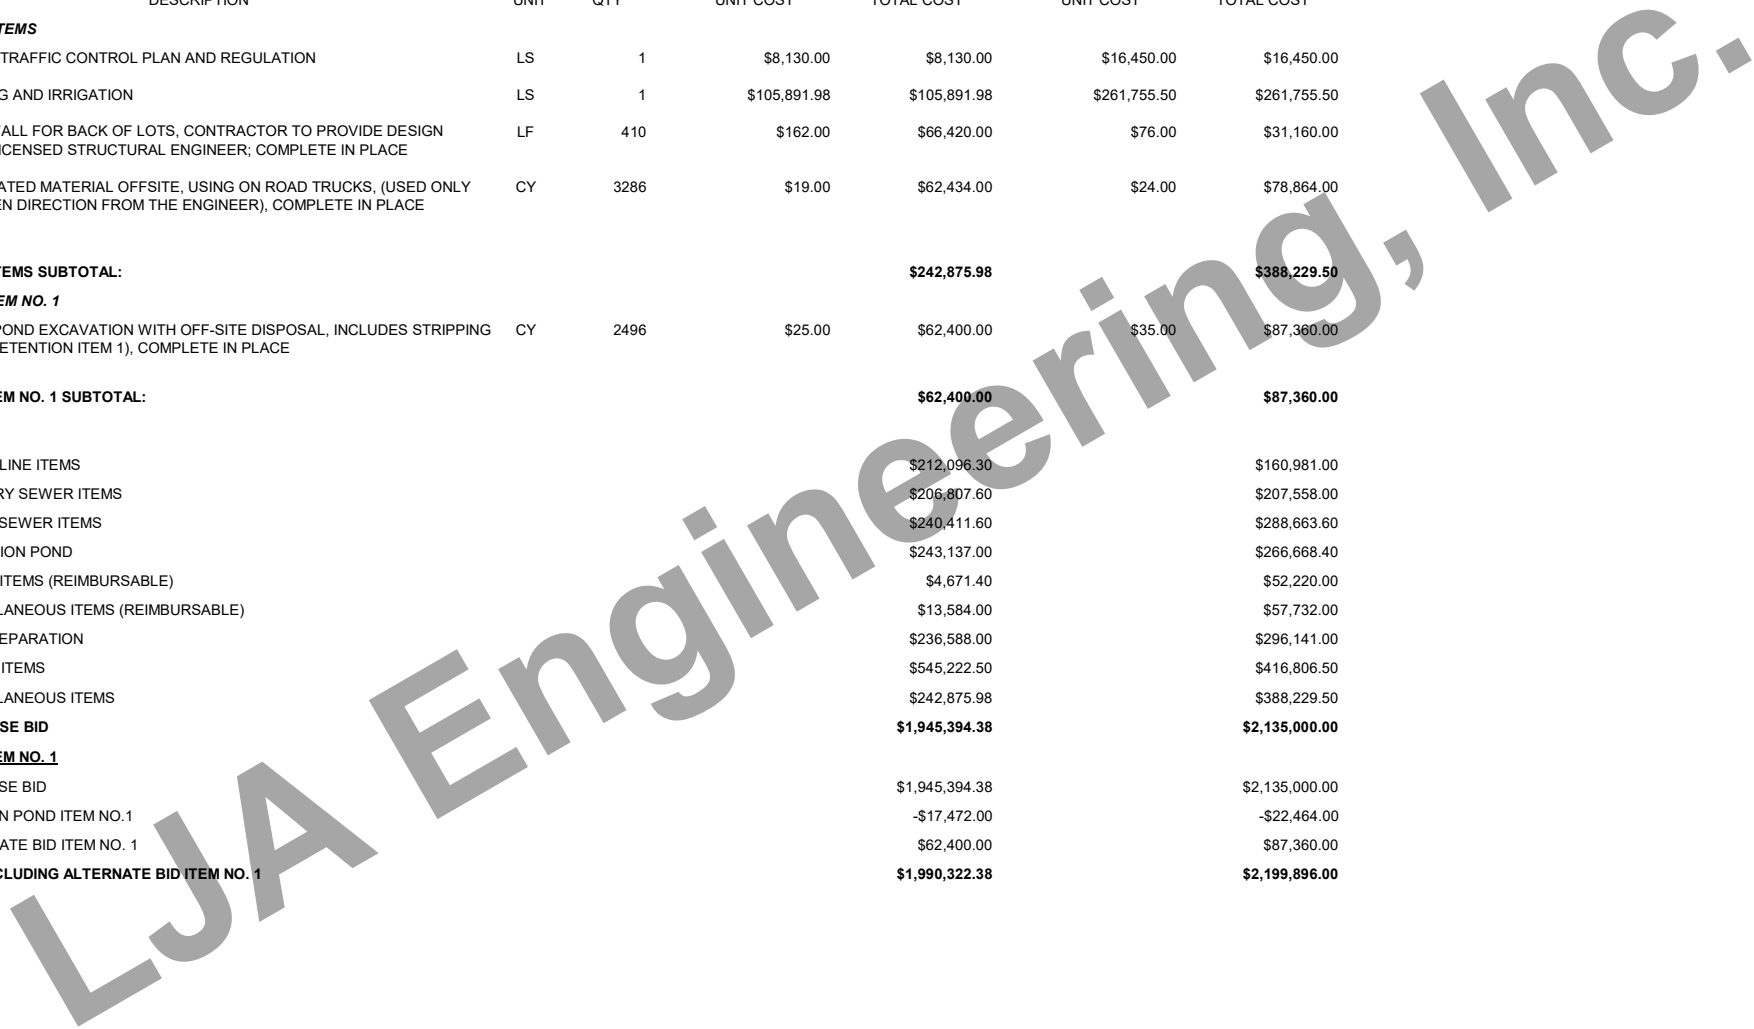 DESCRIPTION UNIT QTY UNIT COST TOTAL COST UNIT COST TOTAL COST
TEMS
TRAFFIC CONTROL PLAN AND REGULATION LS 1 $8,130.00 $8,130.00 $16,450.00 $16,450.00
G AND IRRIGATION LS 1 $105,891.98 $105,891.98 $261,755.50 $261,755.50
ALL FOR BACK OF LOTS, CONTRACTOR TO PROVIDE DESIGN LF 410 $162.00 $66,420.00 $76.00 $31,160.00
ICENSED STRUCTURAL ENGINEER; COMPLETE IN PLACE
ATED MATERIAL OFFSITE, USING ON ROAD TRUCKS, (USED ONLY CY 3286 $19.00 $62,434.00 $24.00 $78,864.00
EN DIRECTION FROM THE ENGINEER), COMPLETE IN PLACE
TEMS SUBTOTAL: $242,875.98 $388,229.50
EM NO. 1
POND EXCAVATION WITH OFF-SITE DISPOSAL, INCLUDES STRIPPING CY 2496 $25.00 $62,400.00 $35.00 $87,360.00
ETENTION ITEM 1), COMPLETE IN PLACE
EM NO. 1 SUBTOTAL: $62,400.00 $87,360.00
LINE ITEMS $212,096.30 $160,981.00
RY SEWER ITEMS $206,807.60 $207,558.00
SEWER ITEMS $240,411.60 $288,663.60
ION POND $243,137.00 $266,668.40
ITEMS (REIMBURSABLE) $4,671.40 $52,220.00
LANEOUS ITEMS (REIMBURSABLE) $13,584.00 $57,732.00
EPARATION $236,588.00 $296,141.00
ITEMS $545,222.50 $416,806.50
LANEOUS ITEMS $242,875.98 $388,229.50
SE BID $1,945,394.38 $2,135,000.00
EM NO. 1
SE BID $1,945,394.38 $2,135,000.00
N POND ITEM NO.1 -$17,472.00 -$22,464.00
ATE BID ITEM NO. 1 $62,400.00 $87,360.00
CLUDING ALTERNATE BID ITEM NO. 1 $1,990,322.38 $2,199,896.00
LJA Engineering, Inc.